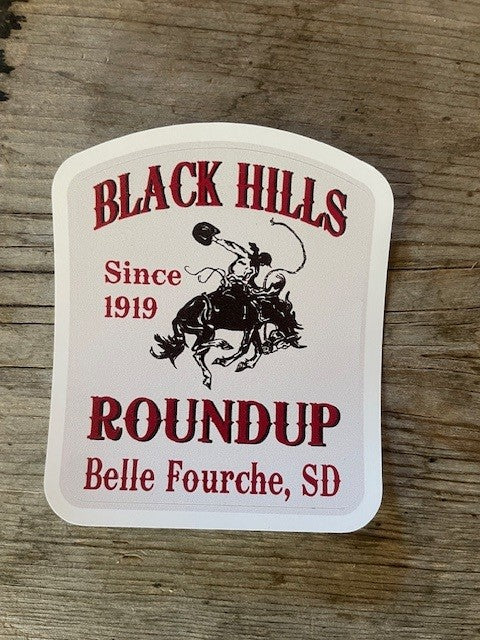 BLACK HILLS
Since
1919
ROUNDUP
Belle Fourche, SD